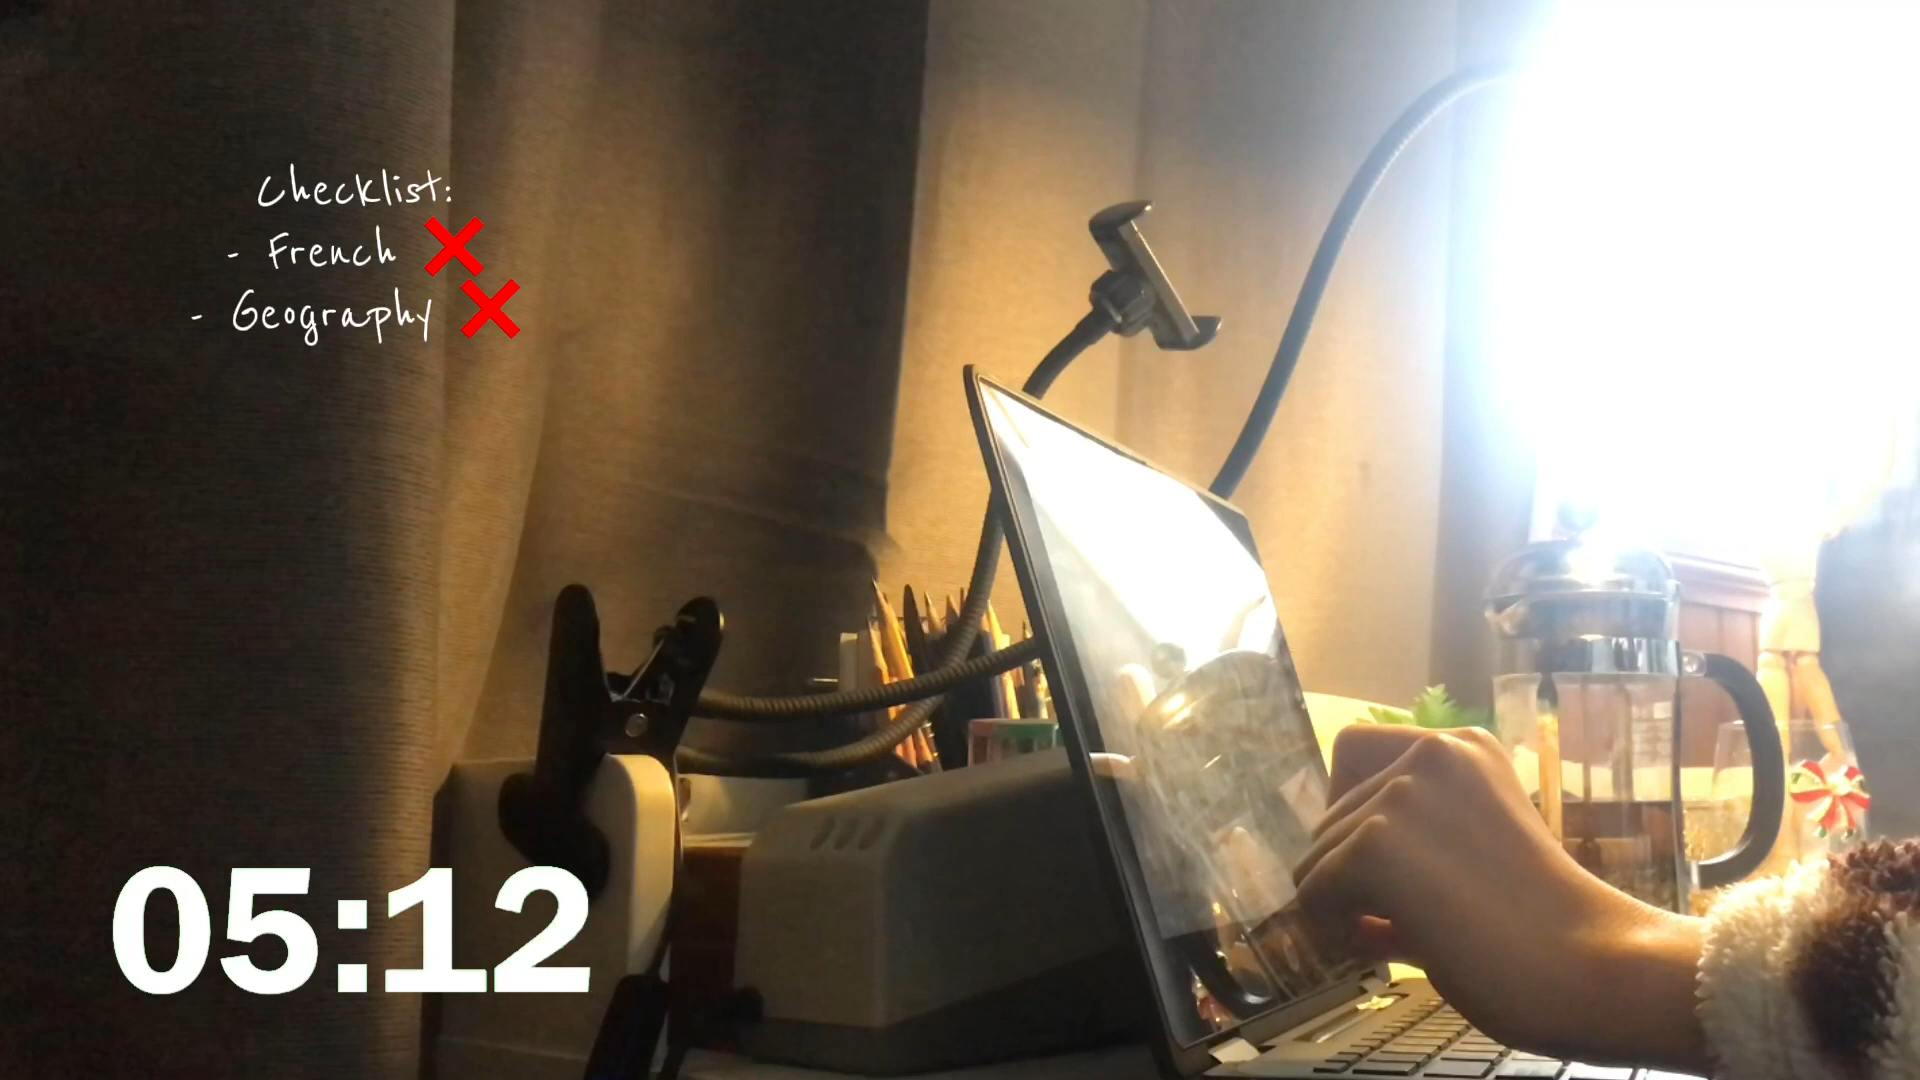 Checklist:
- French ❌
- Geography ❌
05:12